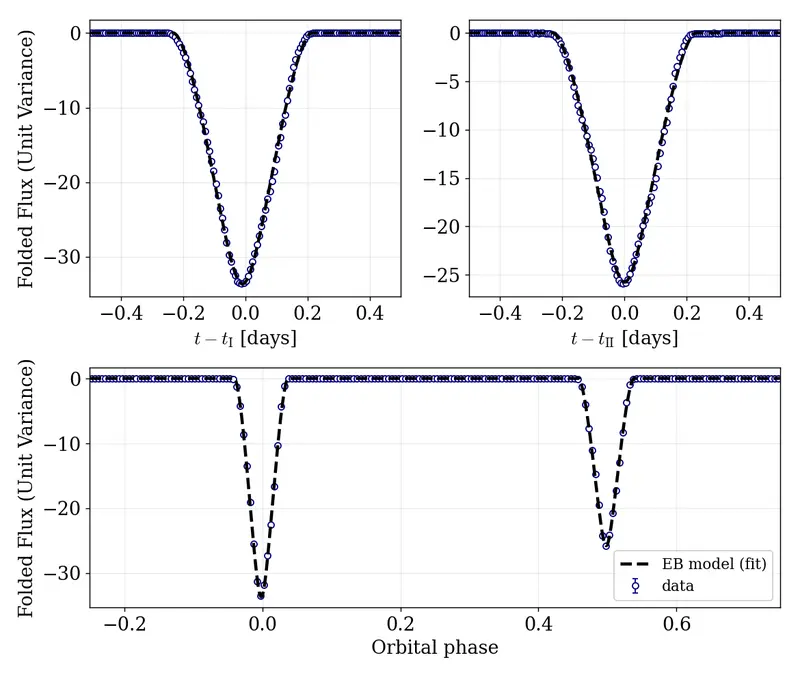 Folded Flux (Unit Variance)
0
−10
−20
−30
−0.4 −0.2 0.0 0.2 0.4
t − t_I [days]
0
−5
−10
−15
−20
−25
−0.4 −0.2 0.0 0.2 0.4
t − t_II [days]
Folded Flux (Unit Variance)
0
−10
−20
−30
EB model (fit)
data
−0.2 0.0 0.2 0.4 0.6
Orbital phase